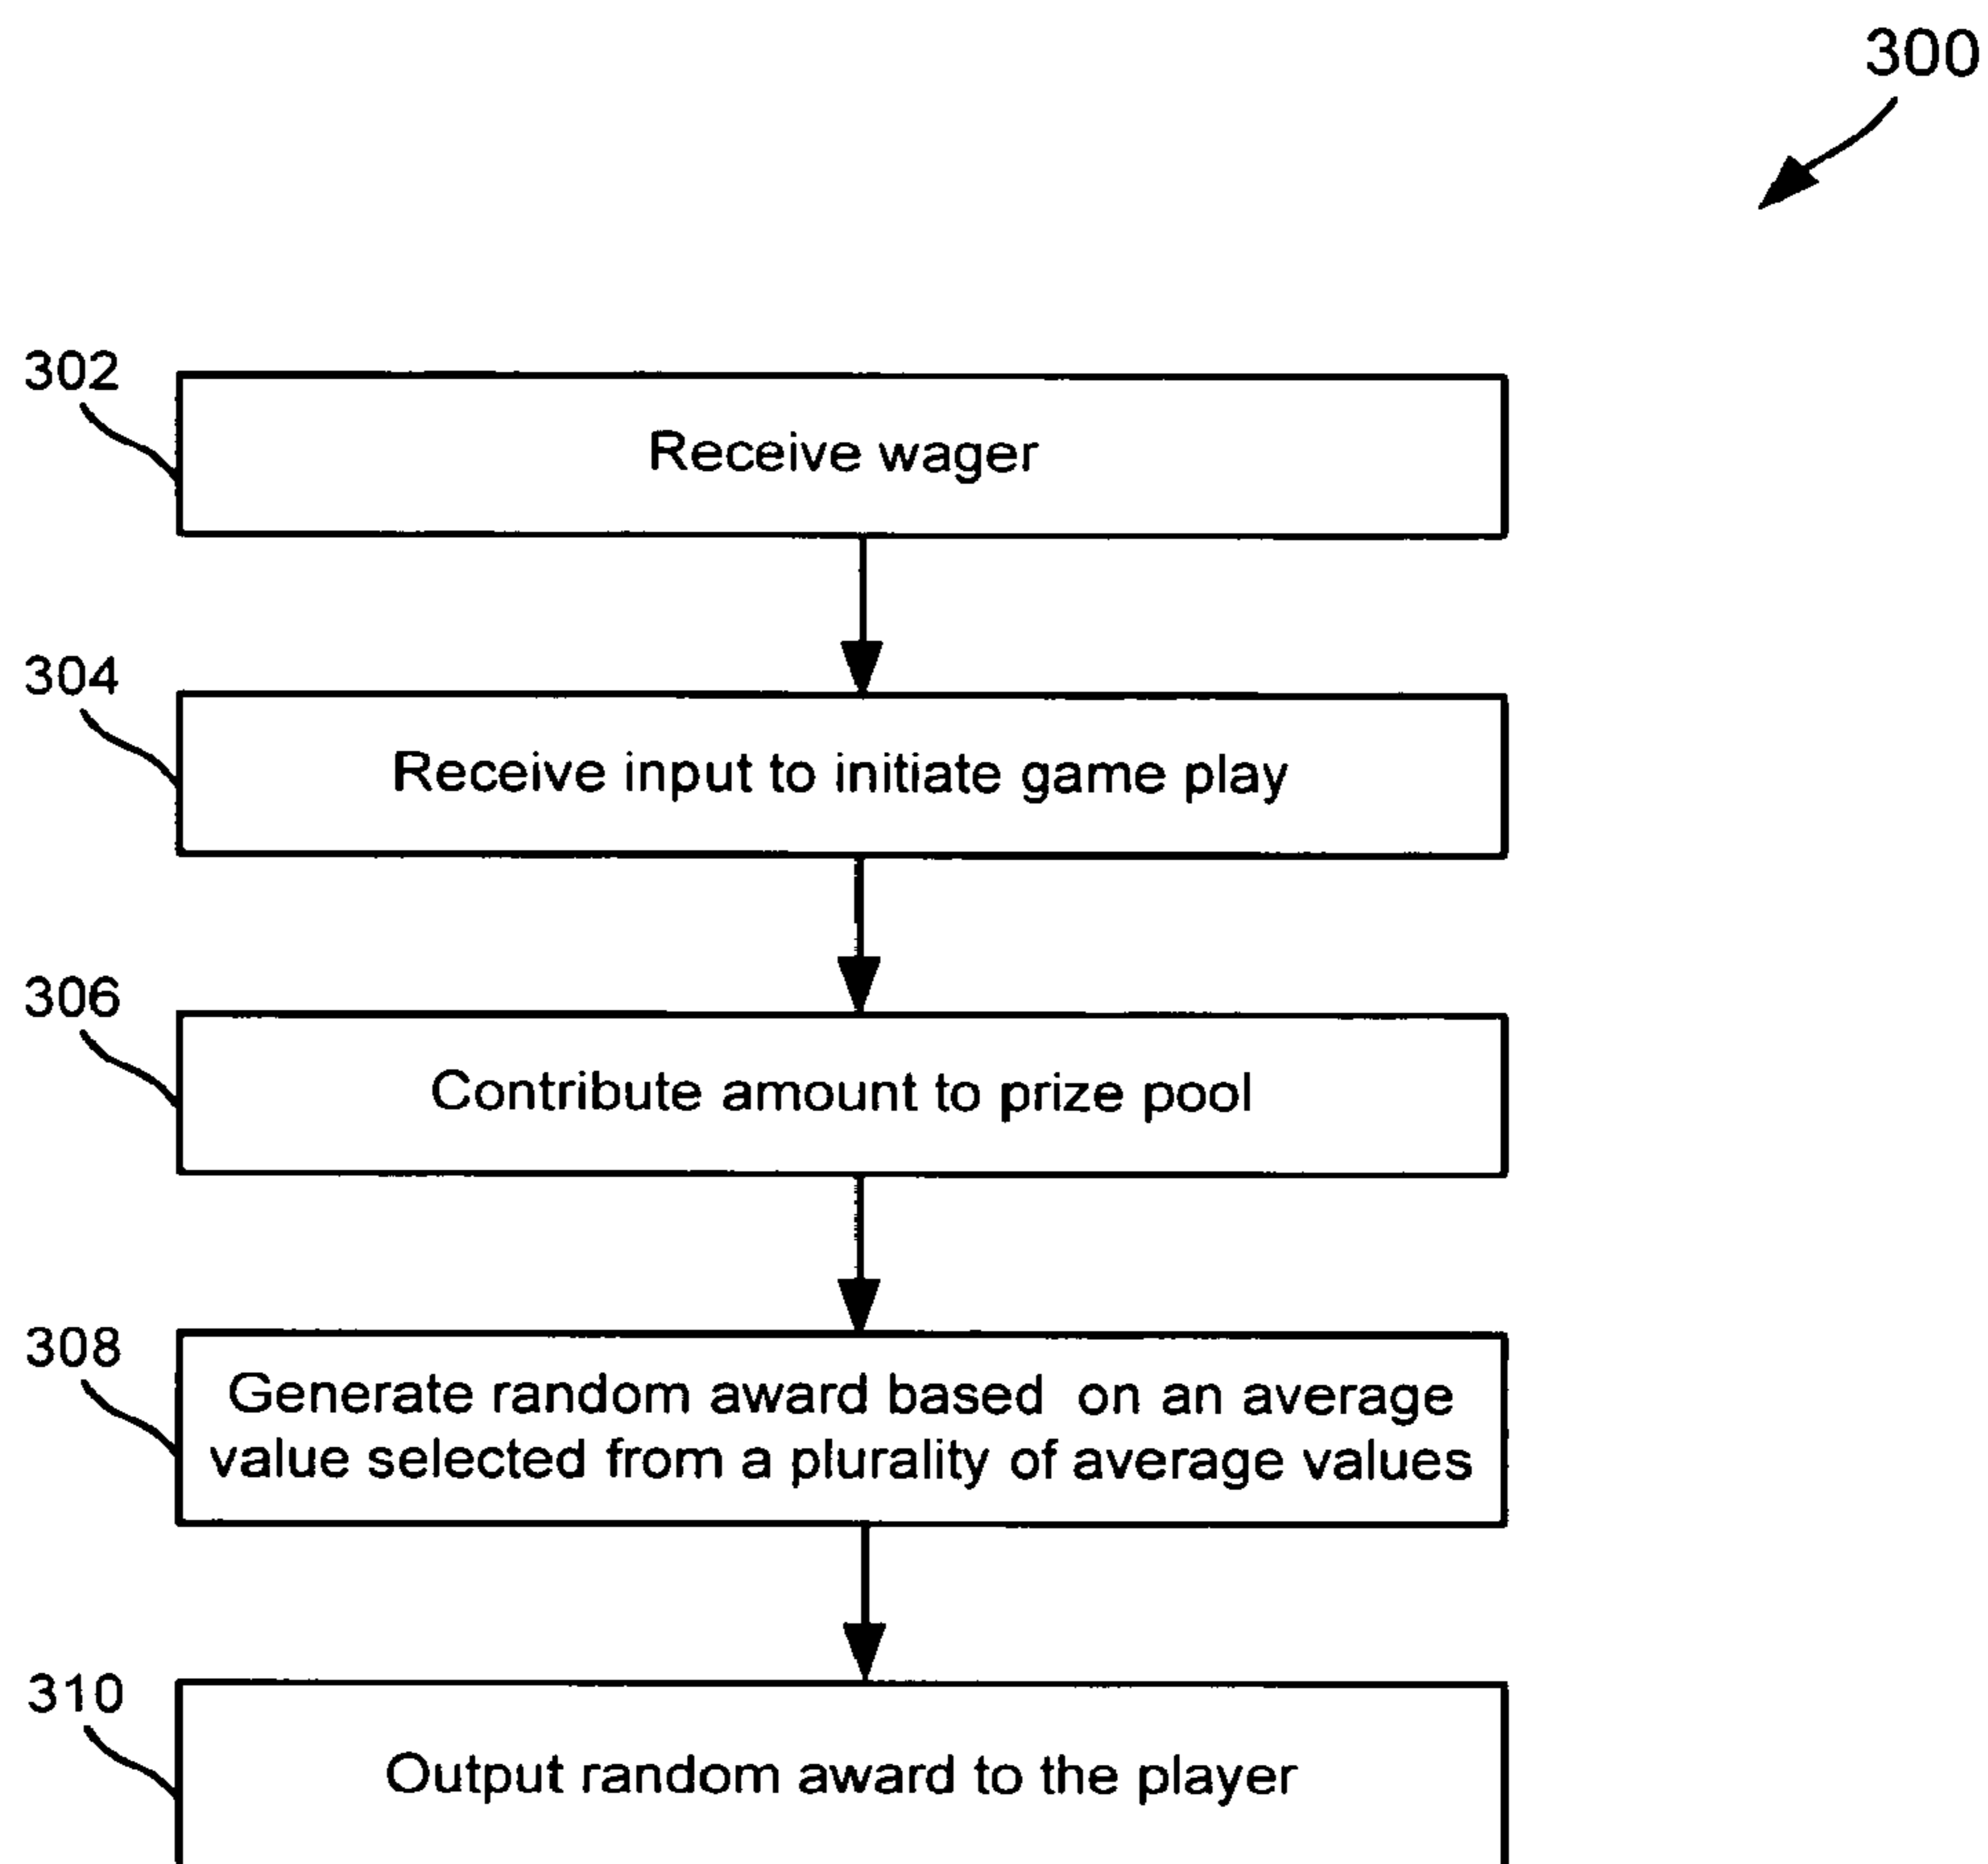 300
302
Receive wager
304
Receive input to initiate game play
306
Contribute amount to prize pool
308
Generate random award based on an average
value selected from a plurality of average values
310
Output random award to the player